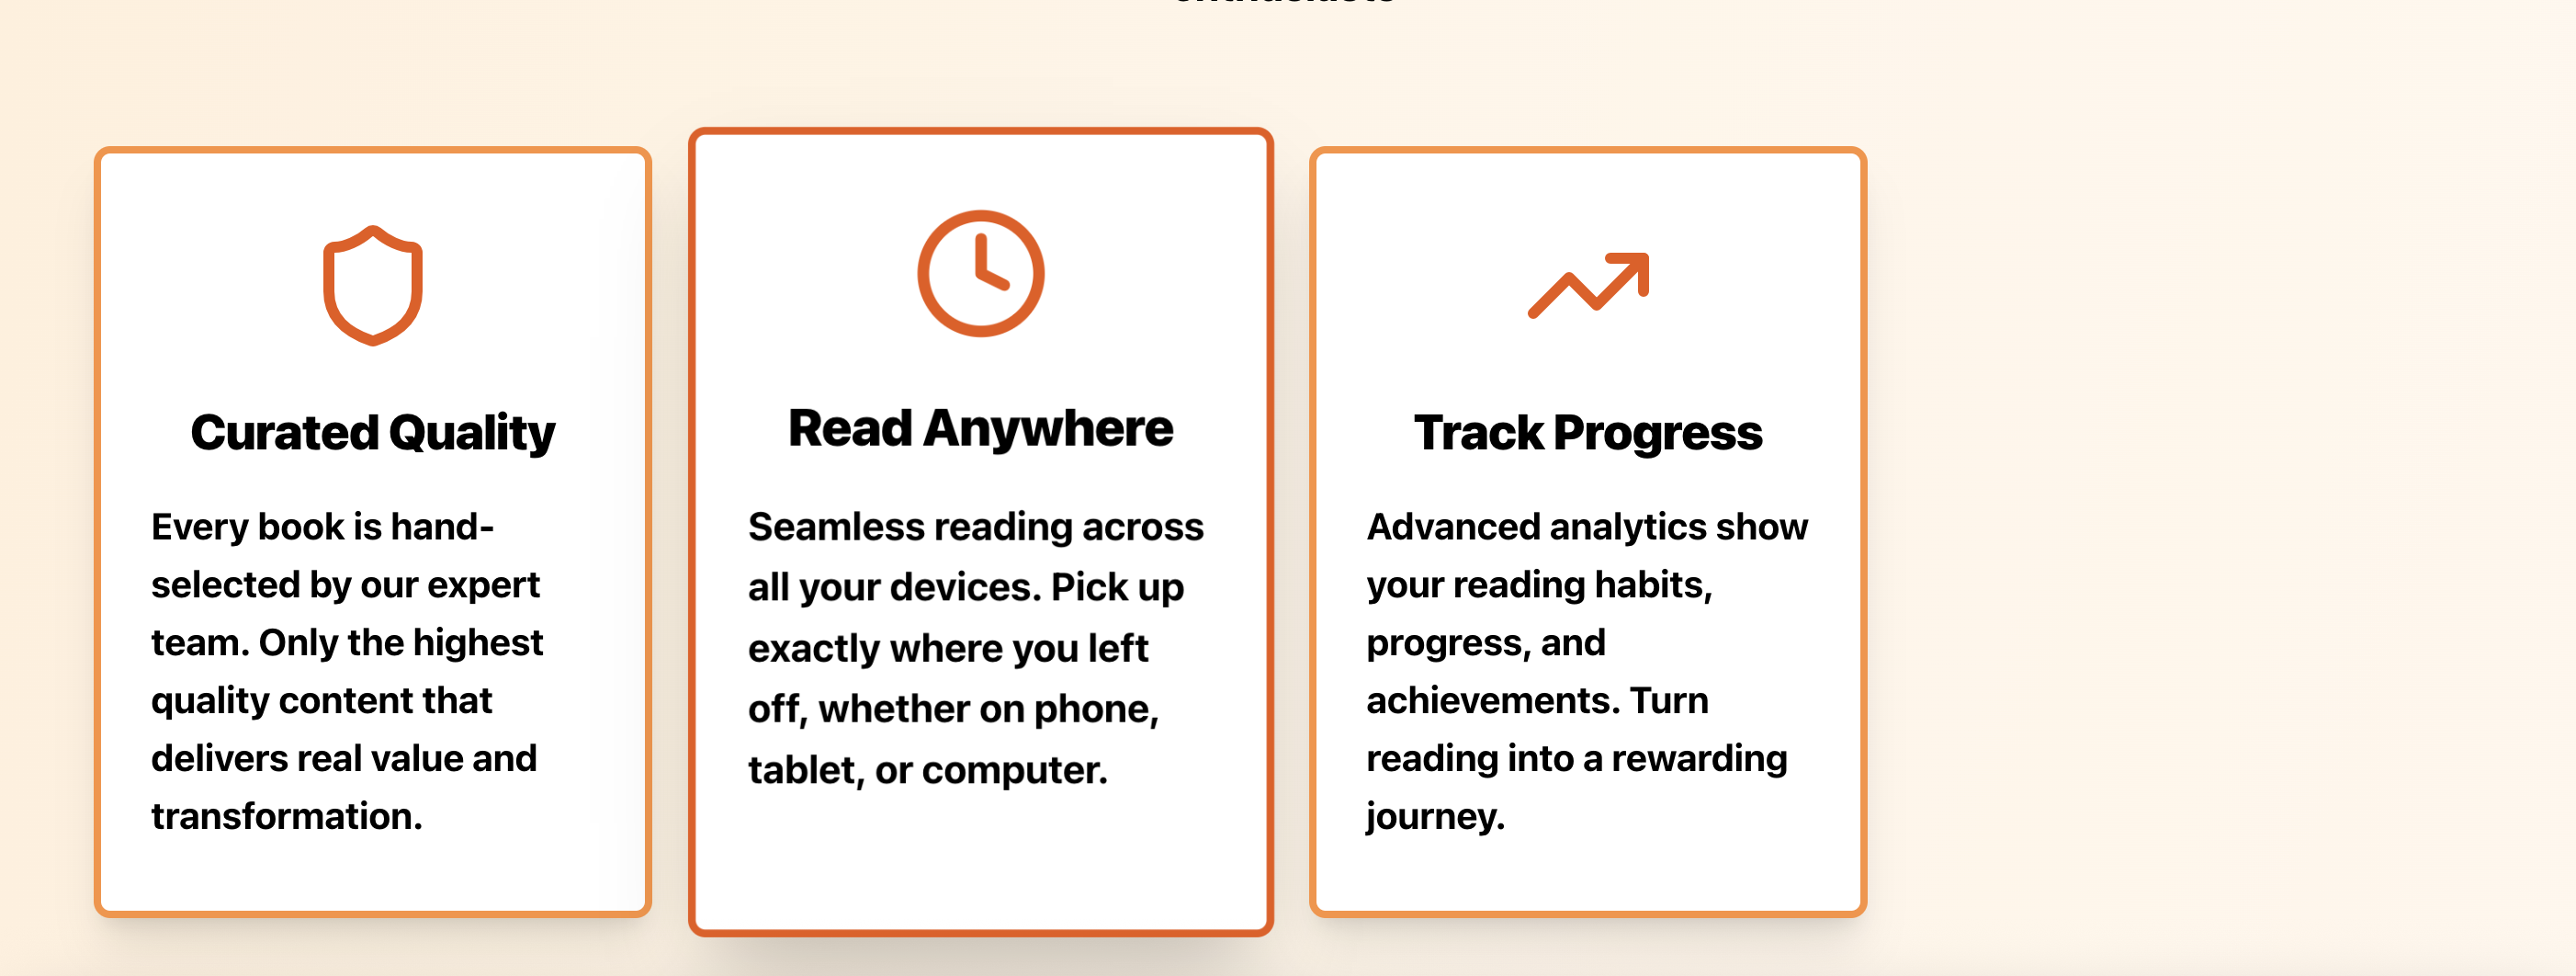 Curated Quality
Every book is hand-
selected by our expert
team. Only the highest
quality content that
delivers real value and
transformation.
Read Anywhere
Seamless reading across
all your devices. Pick up
exactly where you left
off, whether on phone,
tablet, or computer.
Track Progress
Advanced analytics show
your reading habits,
progress, and
achievements. Turn
reading into a rewarding
journey.